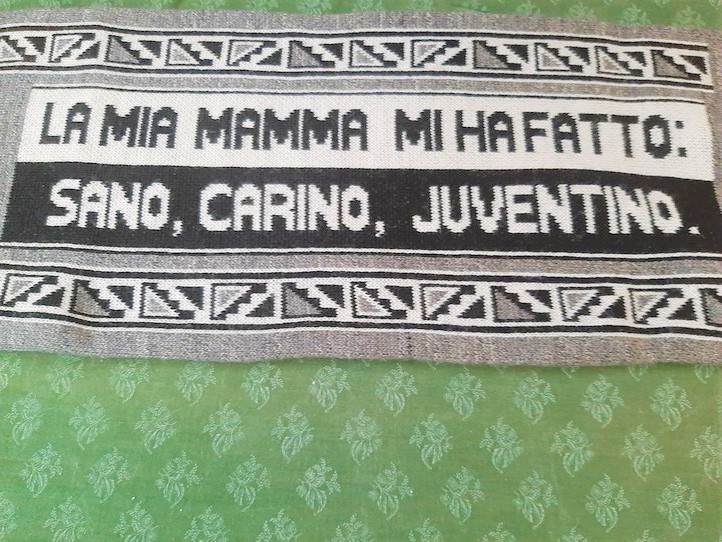 LA MIA MAMMA MI HA FATTO:
SANO, CARINO, JUVENTINO.